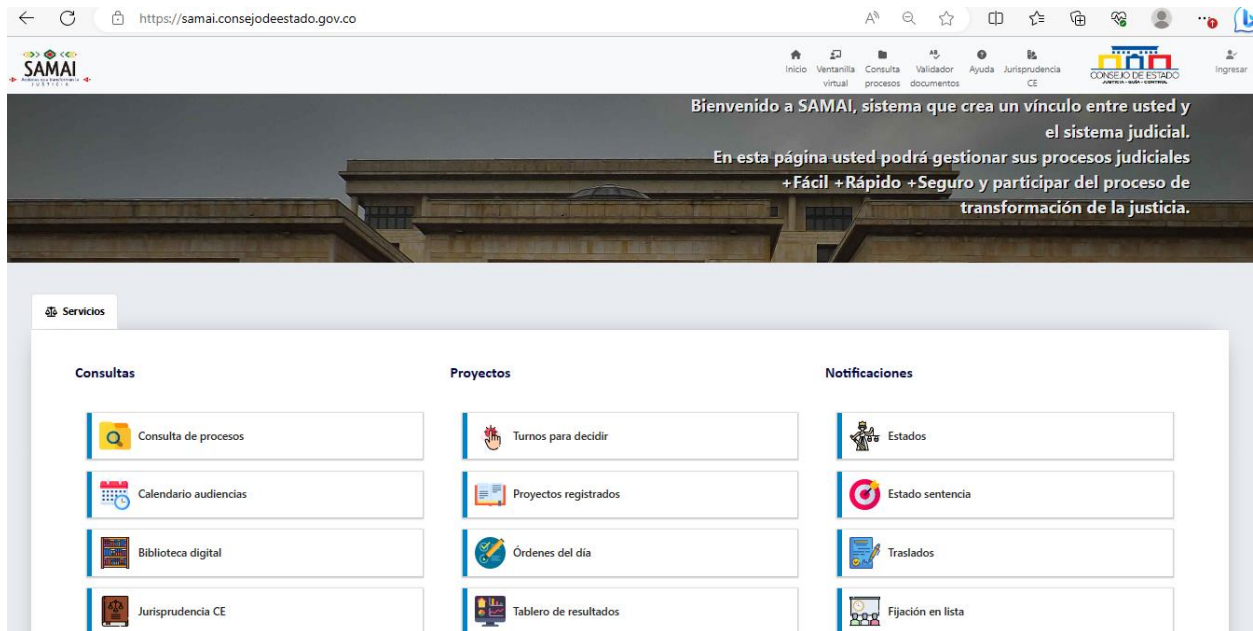 https://samai.consejodeestado.gov.co
SAMAI
JUSTICIA
Inicio
Ventanilla
virtual
Consulta
procesos
Validador
documentos
Ayuda
Jurisprudencia
CE
CONSEJO DE ESTADO
JUSTICIA - GUÍA - CONTROL
Ingresar
Bienvenido a SAMAI, sistema que crea un vínculo entre usted y
el sistema judicial.
En esta página usted podrá gestionar sus procesos judiciales
+Fácil +Rápido +Seguro y participar del proceso de
transformación de la justicia.
Servicios
Consultas
Consulta de procesos
Calendario audiencias
Biblioteca digital
Jurisprudencia CE
Proyectos
Turnos para decidir
Proyectos registrados
Órdenes del día
Tablero de resultados
Notificaciones
Estados
Estado sentencia
Traslados
Fijación en lista